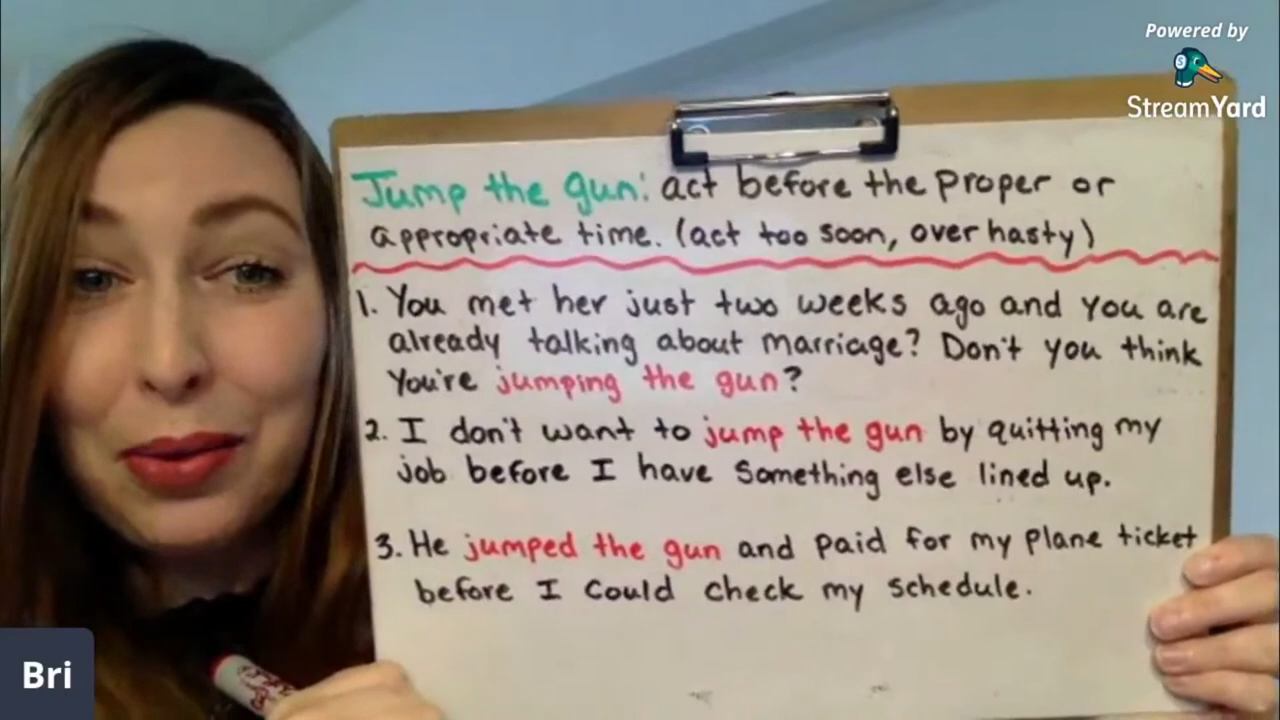 Powered by
StreamYard
Jump the gun: act before the proper or
appropriate time. (act too soon, over hasty)
1. You met her just two weeks ago and you are
already talking about marriage? Don't you think
you're jumping the gun?
2. I don't want to jump the gun by quitting my
job before I have something else lined up.
3. He jumped the gun and paid for my plane ticket
before I could check my schedule.
Bri